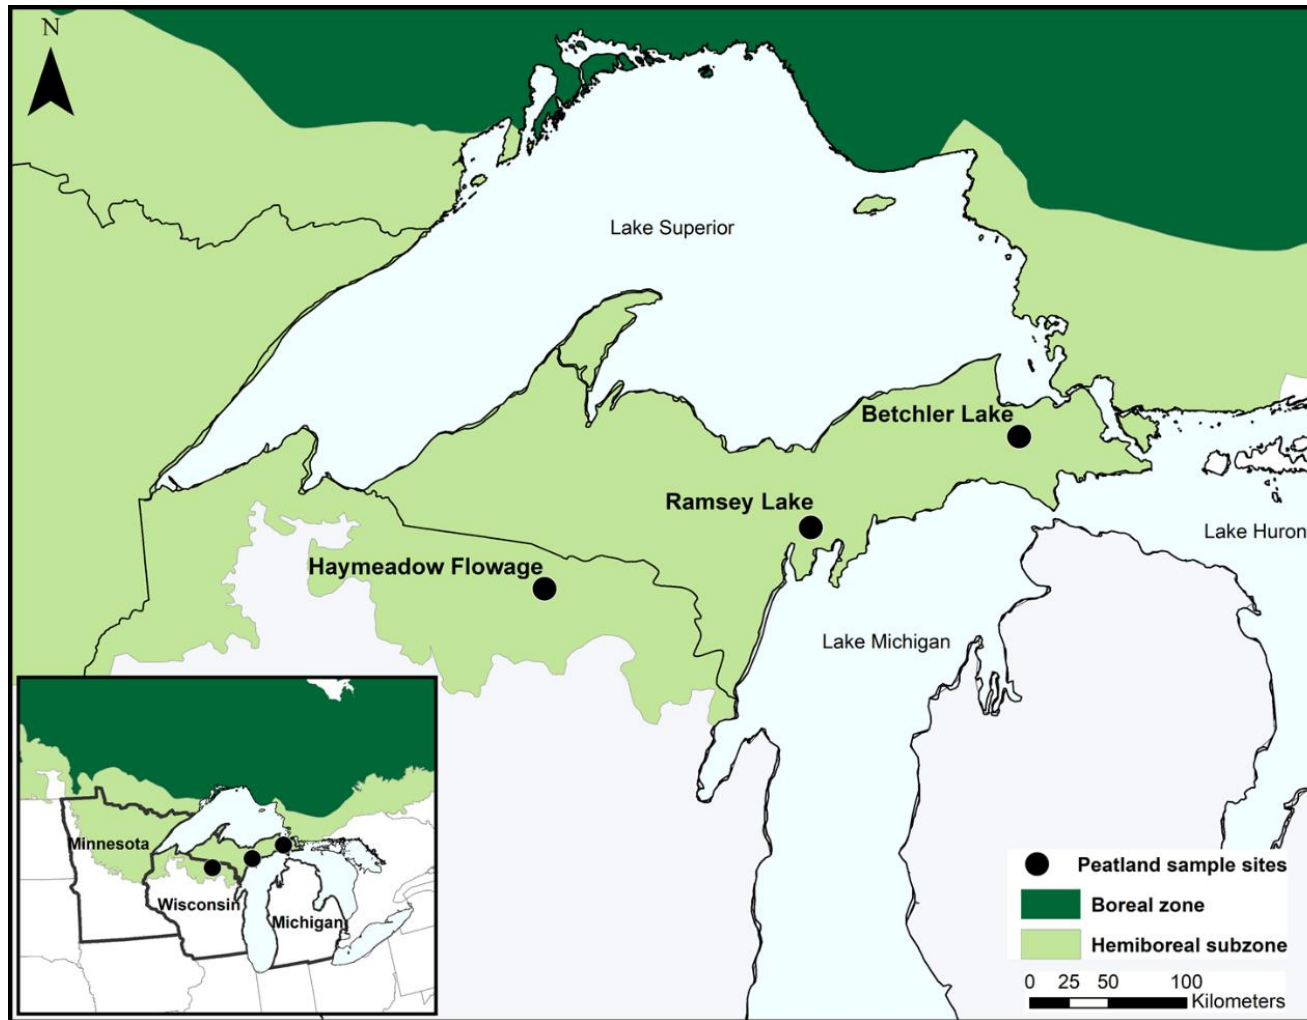 N
Lake Superior
Betchler Lake
Ramsey Lake
Lake Huron
Haymeadow Flowage
Lake Michigan
Minnesota
Wisconsin
Michigan
Peatland sample sites
Boreal zone
Hemiboreal subzone
0 25 50 100
Kilometers